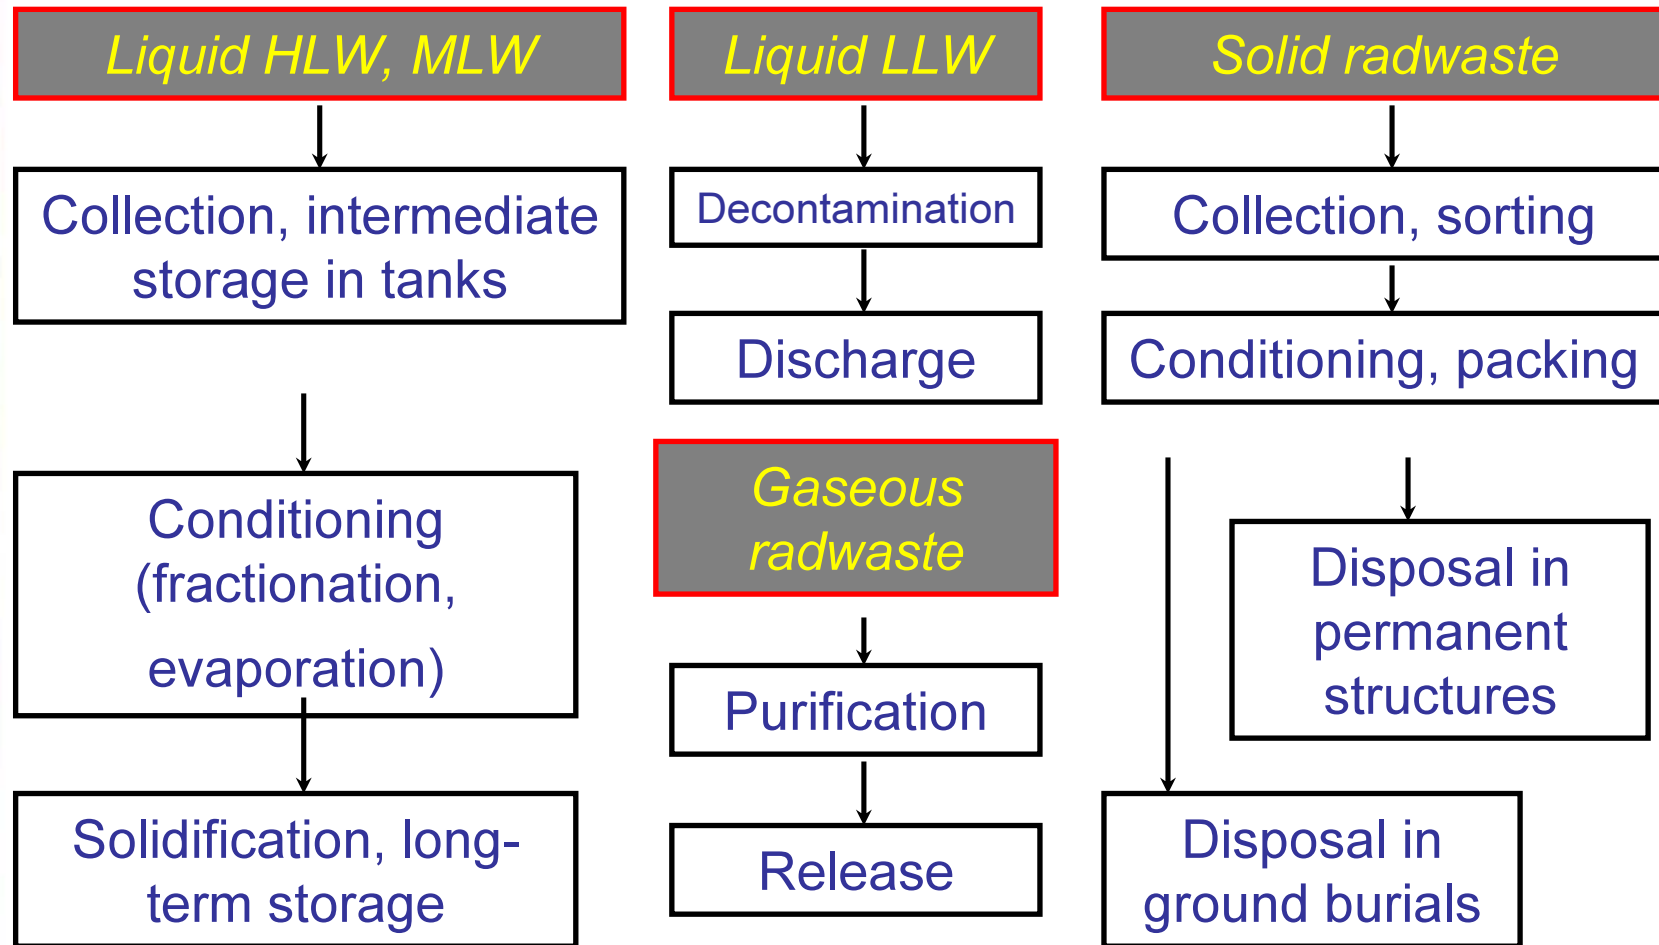 Liquid HLW, MLW
Collection, intermediate
storage in tanks
Conditioning
(fractionation,
evaporation)
Solidification, long-
term storage
Liquid LLW
Decontamination
Discharge
Gaseous
radwaste
Purification
Release
Solid radwaste
Collection, sorting
Conditioning, packing
Disposal in
permanent
structures
Disposal in
ground burials